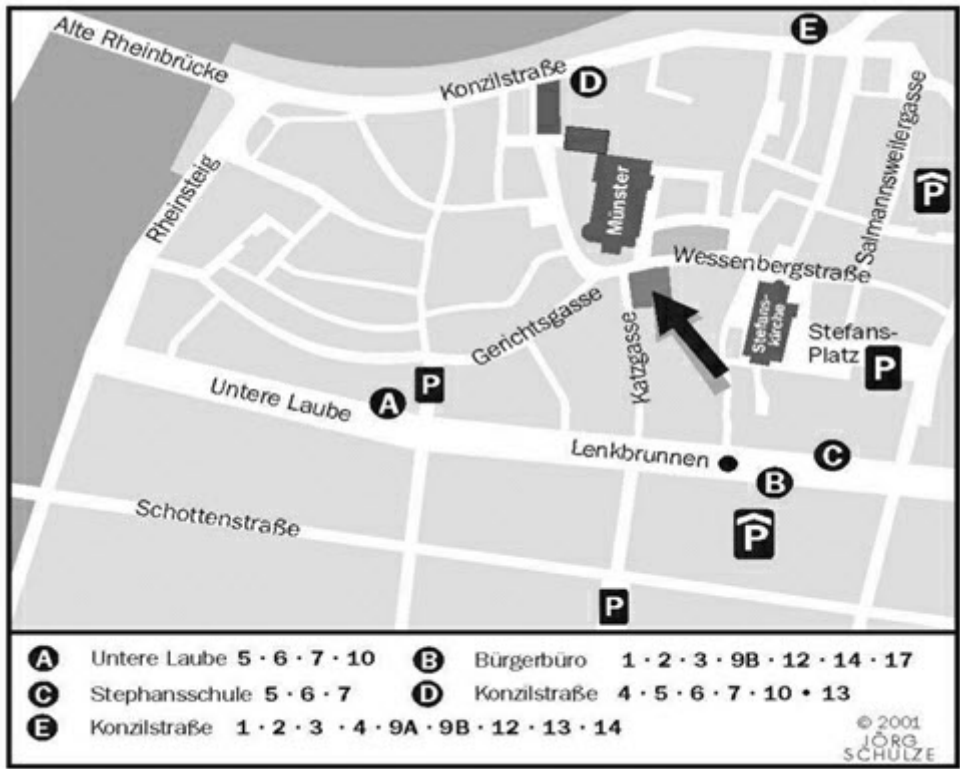 Alte Rheinbrücke
Konzilstraße
D
E
Salmannsweilergasse
P
Rheinsteig
Münster
Wessenbergstraße
Gerichtsgasse
Katzgasse
Stefans-
kirche
Stefans-
Platz
P
P
A
Untere Laube
Lenkbrunnen
C
B
Schottenstraße
P
P
A Untere Laube 5 · 6 · 7 · 10 B Bürgerbüro 1 · 2 · 3 · 9B · 12 · 14 · 17
C Stephansschule 5 · 6 · 7 D Konzilstraße 4 · 5 · 6 · 7 · 10 • 13
E Konzilstraße 1 · 2 · 3 · 4 · 9A · 9B · 12 · 13 · 14
© 2001
JÖRG
SCHULZE